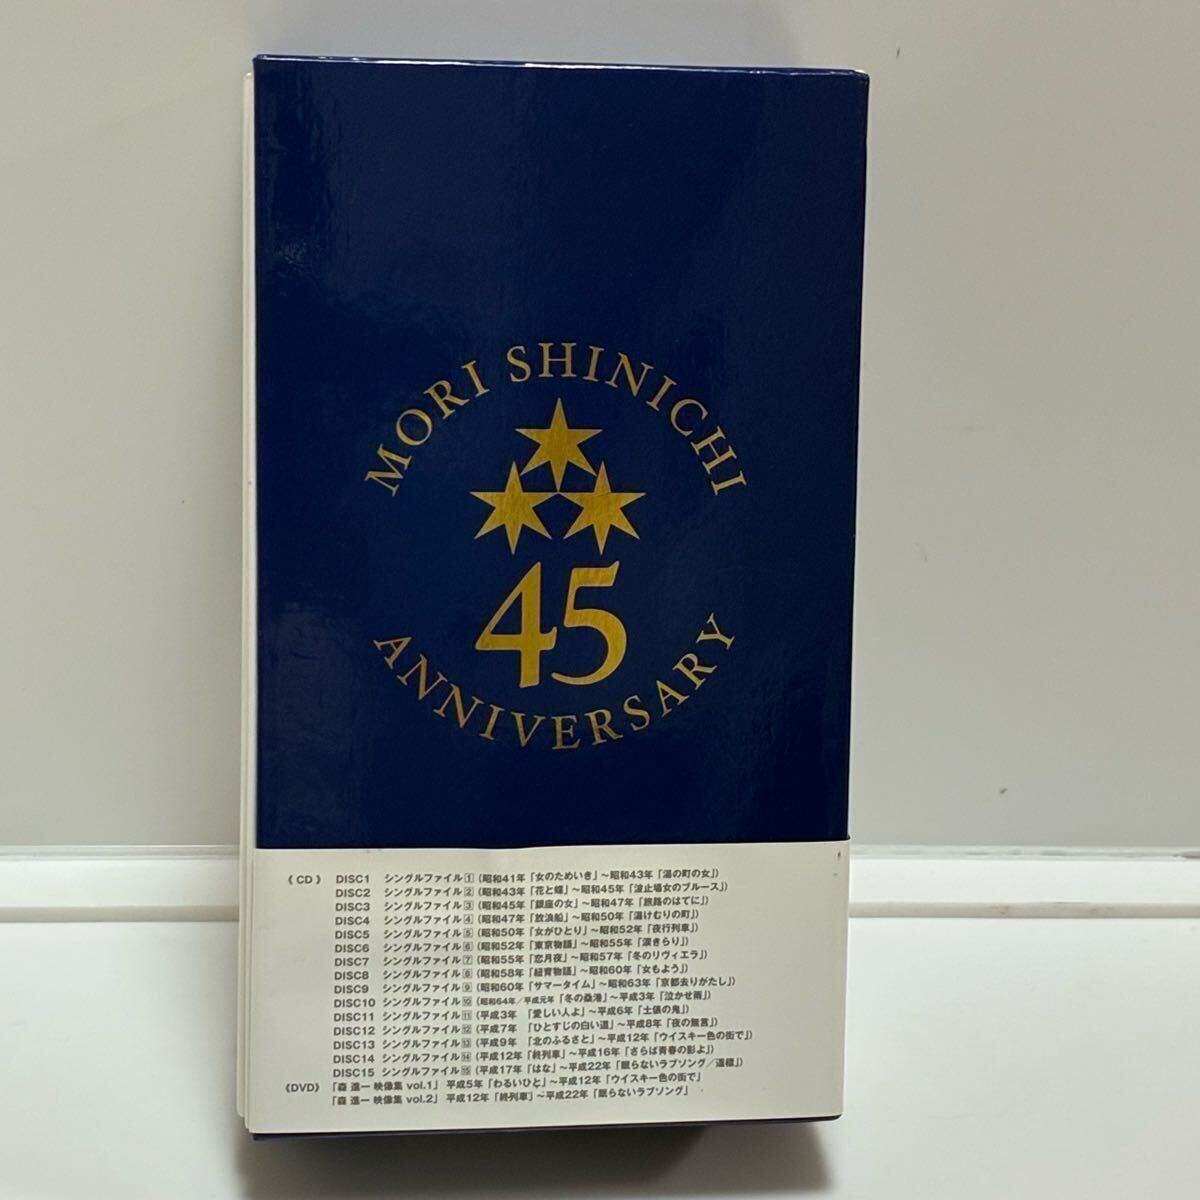 MORI SHINICHI
45
ANNIVERSARY
《CD》 DISC1 シングルファイル1(昭和41年「女のためいき」〜昭和43年「湯の町の女」)
DISC2 シングルファイル2(昭和43年「花と蝶」〜昭和45年「波止場女のブルース」)
DISC3 シングルファイル3(昭和45年「銀座の女」〜昭和47年「旅路のはてに」)
DISC4 シングルファイル4(昭和47年「放浪船」〜昭和50年「湯けむりの町」)
DISC5 シングルファイル5(昭和50年「女がひとり」〜昭和52年「夜行列車」)
DISC6 シングルファイル6(昭和52年「東京物語」〜昭和55年「涙きらり」)
DISC7 シングルファイル7(昭和55年「恋月夜」〜昭和57年「冬のリヴィエラ」)
DISC8 シングルファイル8(昭和58年「紐育物語」〜昭和60年「女もよう」)
DISC9 シングルファイル9(昭和60年「サマータイム」〜昭和63年「京都去りがたし」)
DISC10 シングルファイル10(昭和64年/平成元年「冬の桑港」〜平成3年「泣かせ雨」)
DISC11 シングルファイル11(平成3年 「愛しい人よ」〜平成6年「土俵の鬼」)
DISC12 シングルファイル12(平成7年 「ひとすじの白い道」〜平成8年「夜の無言」)
DISC13 シングルファイル13(平成9年 「北のふるさと」〜平成12年「ウイスキー色の街で」)
DISC14 シングルファイル14(平成12年「終列車」〜平成16年「さらば青春の影よ」)
DISC15 シングルファイル15(平成17年「はな」〜平成22年「眠らないラブソング/道標」)
《DVD》 「森 進一 映像集 vol.1」 平成5年「わるいひと」〜平成12年「ウイスキー色の街で」
「森 進一 映像集 vol.2」 平成12年「終列車」〜平成22年「眠らないラブソング」